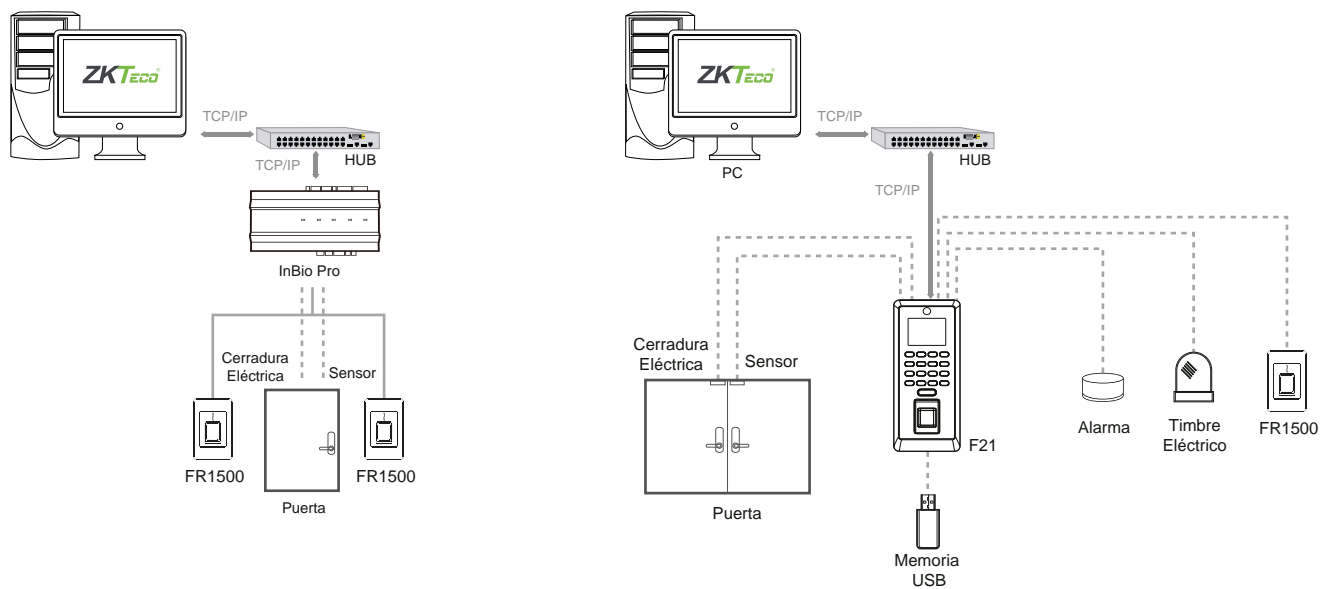 ZKTECO
TCP/IP
HUB
TCP/IP
InBio Pro
Cerradura
Eléctrica
Sensor
FR1500
FR1500
Puerta
ZKTECO
TCP/IP
HUB
PC
TCP/IP
Cerradura
Eléctrica
Sensor
F21
Alarma
Timbre
Eléctrico
FR1500
Puerta
Memoria
USB